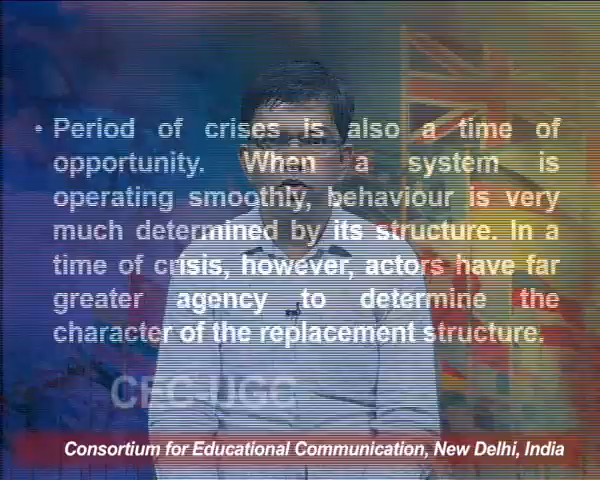 • Period of crises is also a time of
opportunity. When a system is
operating smoothly, behaviour is very
much determined by its structure. In a
time of crisis, however, actors have far
greater agency to determine the
character of the replacement structure.
CEC-UGC
Consortium for Educational Communication, New Delhi, India